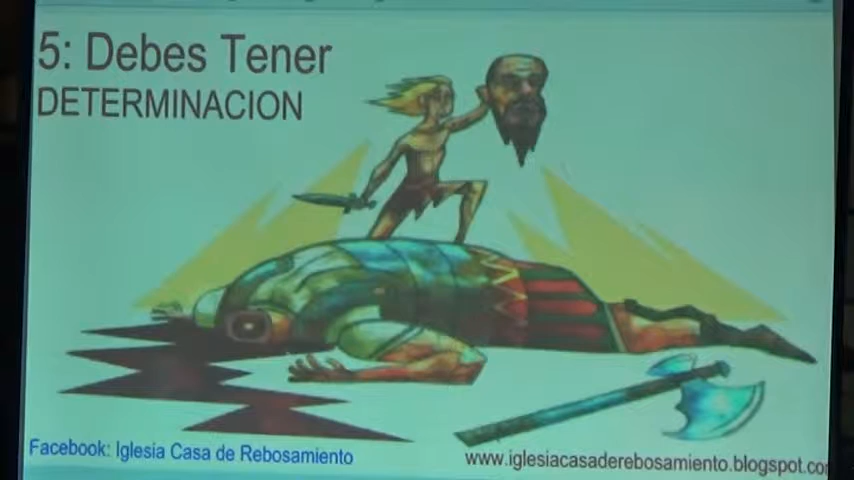 5: Debes Tener
DETERMINACION
Facebook: Iglesia Casa de Rebosamiento
www.iglesiacasaderebosamiento.blogspot.co